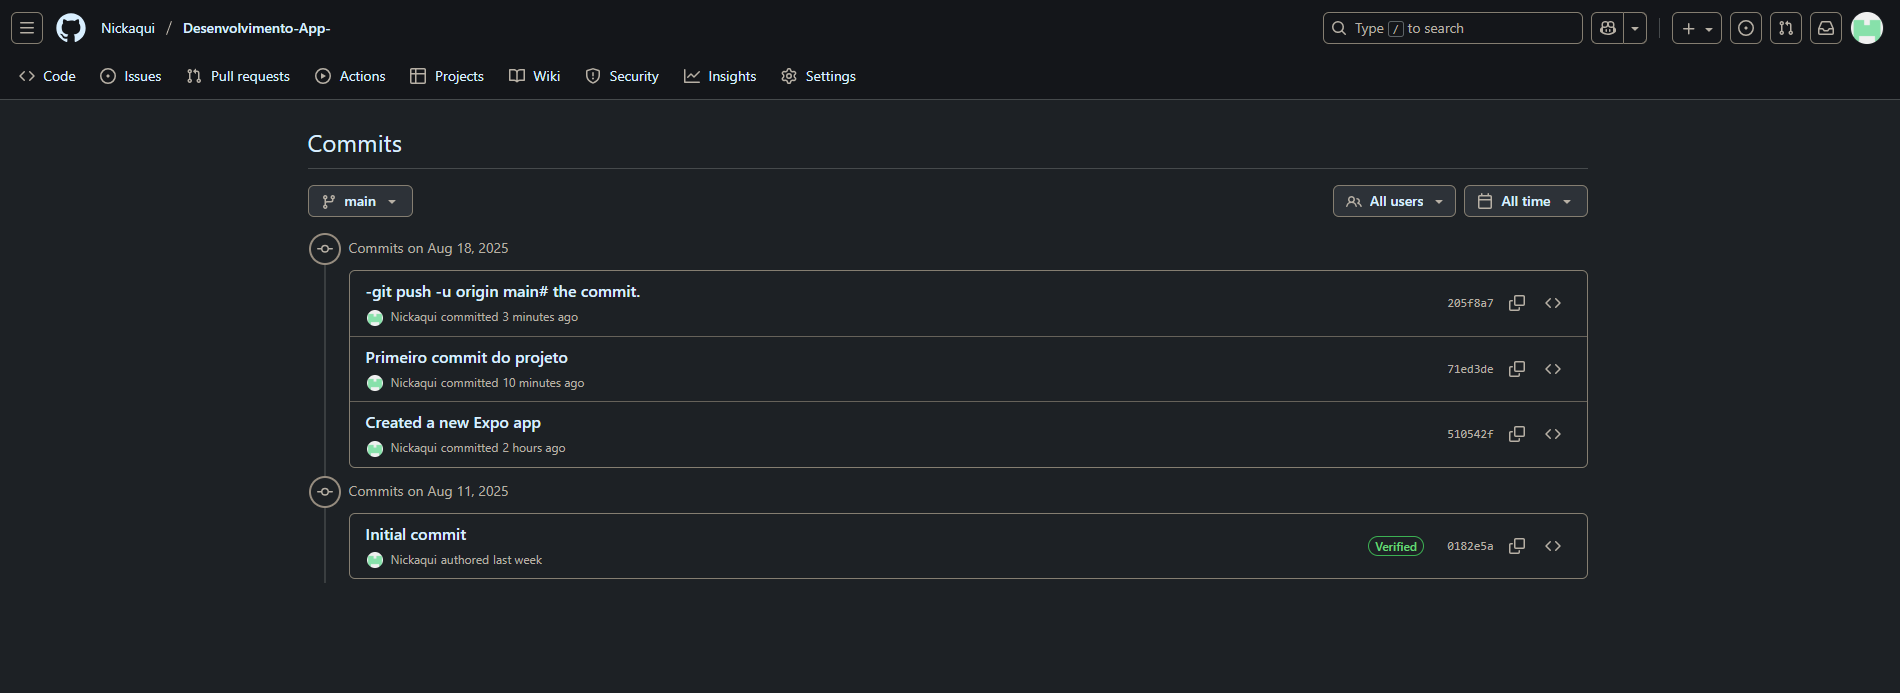 Nickaqui / Desenvolvimento-App-
Type / to search
Code Issues Pull requests Actions Projects Wiki Security Insights Settings
Commits
main All users All time
Commits on Aug 18, 2025
-git push -u origin main# the commit.
Nickaqui committed 3 minutes ago
205f8a7
Primeiro commit do projeto
Nickaqui committed 10 minutes ago
71ed3de
Created a new Expo app
Nickaqui committed 2 hours ago
510542f
Commits on Aug 11, 2025
Initial commit
Nickaqui authored last week
Verified 0182e5a